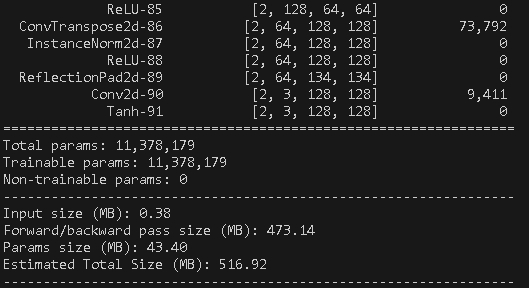 ReLU-85 [2, 128, 64, 64] 0
ConvTranspose2d-86 [2, 64, 128, 128] 73,792
InstanceNorm2d-87 [2, 64, 128, 128] 0
ReLU-88 [2, 64, 128, 128] 0
ReflectionPad2d-89 [2, 64, 134, 134] 0
Conv2d-90 [2, 3, 128, 128] 9,411
Tanh-91 [2, 3, 128, 128] 0
================================================================
Total params: 11,378,179
Trainable params: 11,378,179
Non-trainable params: 0
----------------------------------------------------------------
Input size (MB): 0.38
Forward/backward pass size (MB): 473.14
Params size (MB): 43.40
Estimated Total Size (MB): 516.92
----------------------------------------------------------------